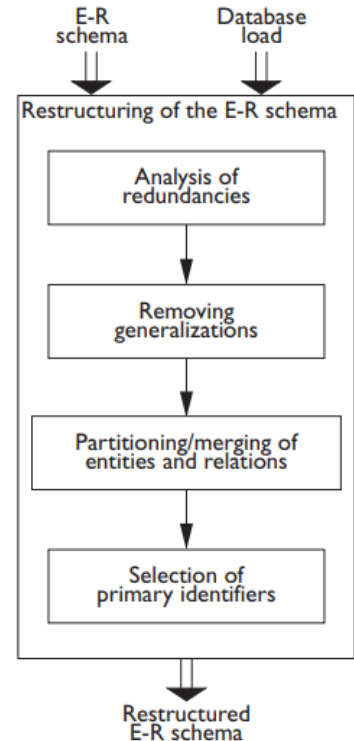 E-R
schema
Database
load
Restructuring of the E-R schema
Analysis of
redundancies
Removing
generalizations
Partitioning/merging of
entities and relations
Selection of
primary identifiers
Restructured
E-R schema